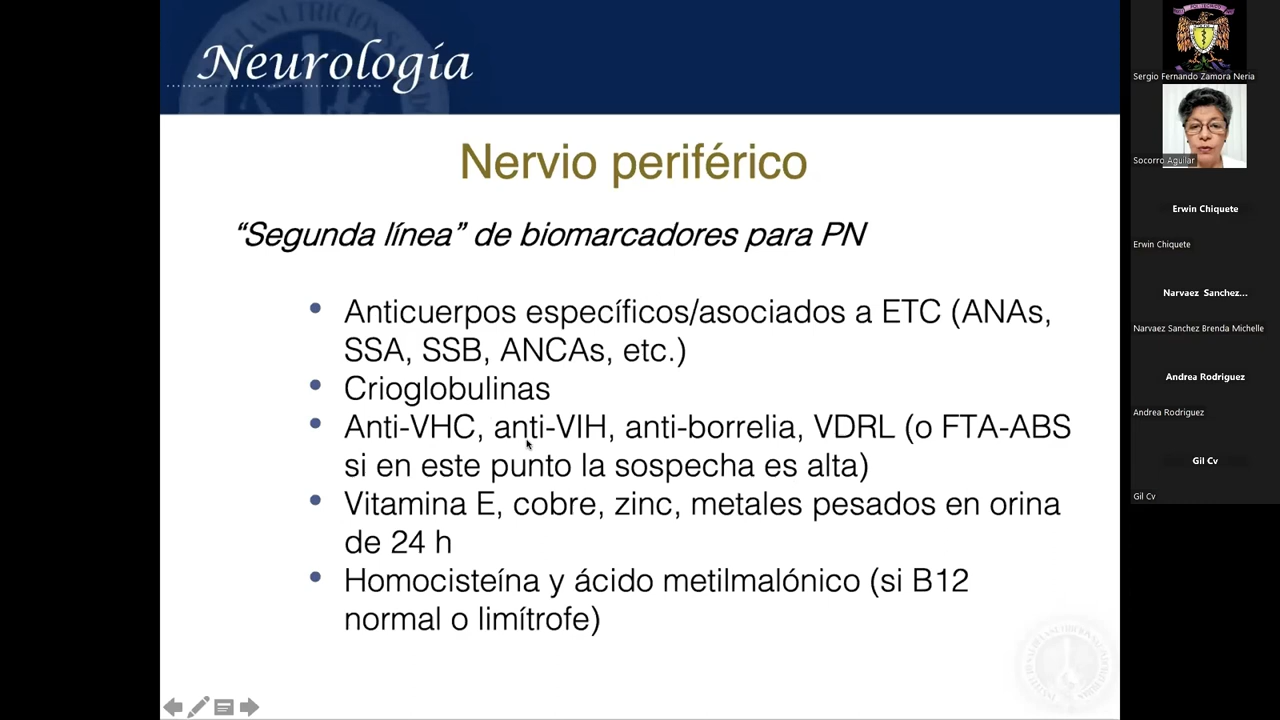 Neurología
Nervio periférico
“Segunda línea” de biomarcadores para PN
• Anticuerpos específicos/asociados a ETC (ANAs,
SSA, SSB, ANCAs, etc.)
• Crioglobulinas
• Anti-VHC, anti-VIH, anti-borrelia, VDRL (o FTA-ABS
si en este punto la sospecha es alta)
• Vitamina E, cobre, zinc, metales pesados en orina
de 24 h
• Homocisteína y ácido metilmalónico (si B12
normal o limítrofe)
Sergio Fernando Zamora Neria
Socorro Aguilar
Erwin Chiquete
Erwin Chiquete
Narvaez Sanchez...
Narvaez Sanchez Brenda Michelle
Andrea Rodriguez
Andrea Rodriguez
Gil Cv
Gil Cv